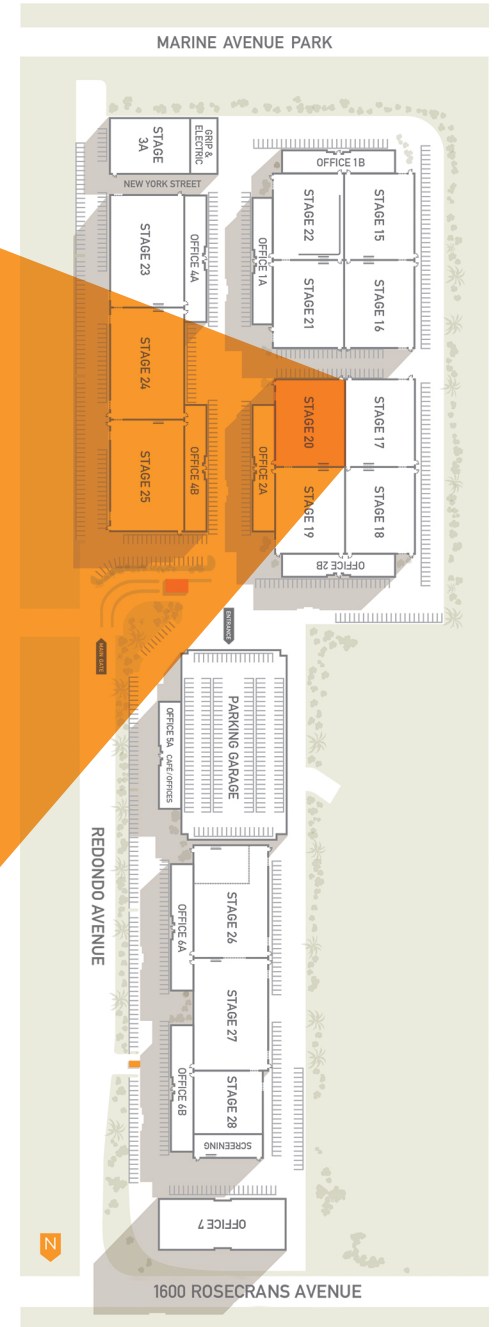 MARINE AVENUE PARK
STAGE
3A
GRIP &
ELECTRIC
NEW YORK STREET
OFFICE 1B
STAGE 23
OFFICE 4A
OFFICE 1A
STAGE 22
STAGE 15
STAGE 21
STAGE 16
STAGE 24
STAGE 20
STAGE 17
STAGE 25
OFFICE 4B
OFFICE 2A
STAGE 19
STAGE 18
OFFICE 2B
ENTRANCE
MAIN GATE
PARKING GARAGE
OFFICE 5A
CAFÉ/OFFICES
REDONDO AVENUE
OFFICE 6A
STAGE 26
STAGE 27
OFFICE 6B
STAGE 28
SCREENING
OFFICE 7
N
1600 ROSECRANS AVENUE